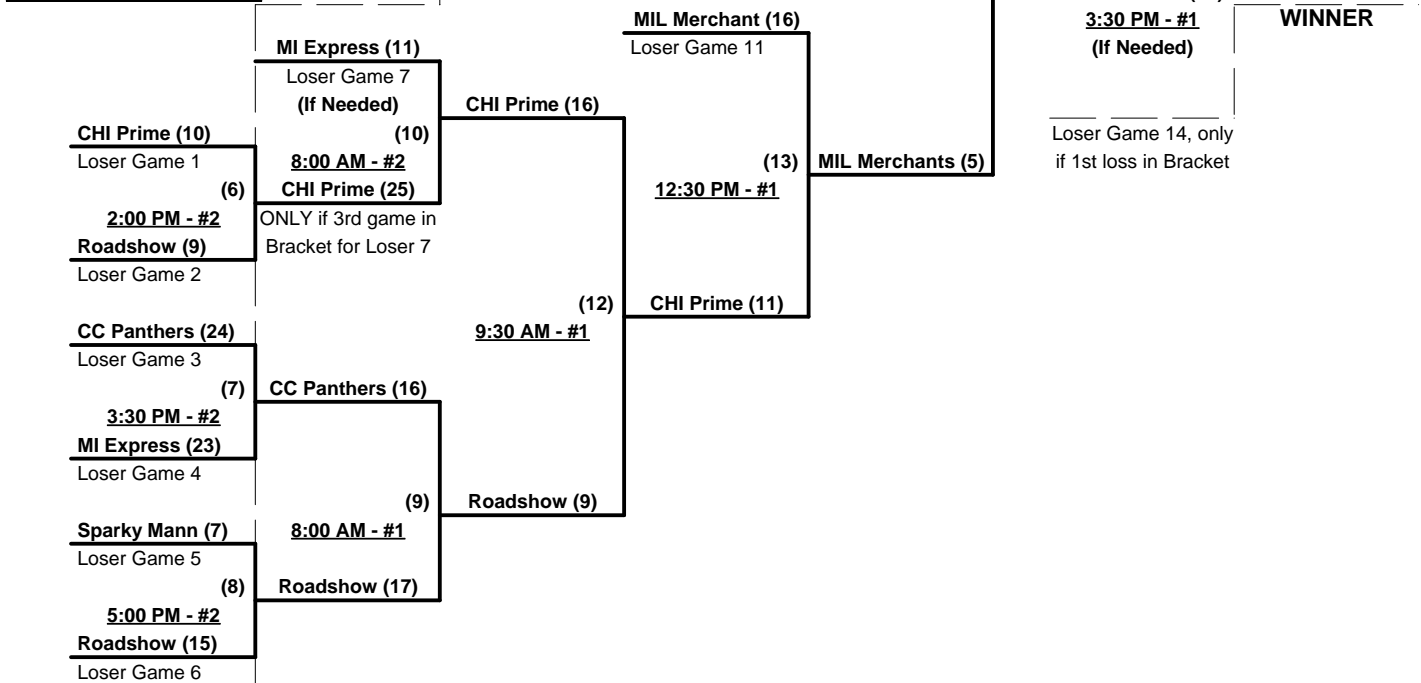 MIL Merchant (16)
Loser Game 11
3:30 PM - #1
(If Needed)
WINNER
MI Express (11)
Loser Game 7
(If Needed)
(10)
8:00 AM - #2
CHI Prime (16)
CHI Prime (10)
Loser Game 1
(6)
2:00 PM - #2
CHI Prime (25)
ONLY if 3rd game in
Bracket for Loser 7
Roadshow (9)
Loser Game 2
(13)
12:30 PM - #1
MIL Merchants (5)
Loser Game 14, only
if 1st loss in Bracket
(12)
9:30 AM - #1
CHI Prime (11)
CC Panthers (24)
Loser Game 3
(7)
3:30 PM - #2
CC Panthers (16)
MI Express (23)
Loser Game 4
(9)
8:00 AM - #1
Roadshow (9)
Sparky Mann (7)
Loser Game 5
(8)
5:00 PM - #2
Roadshow (17)
Roadshow (15)
Loser Game 6